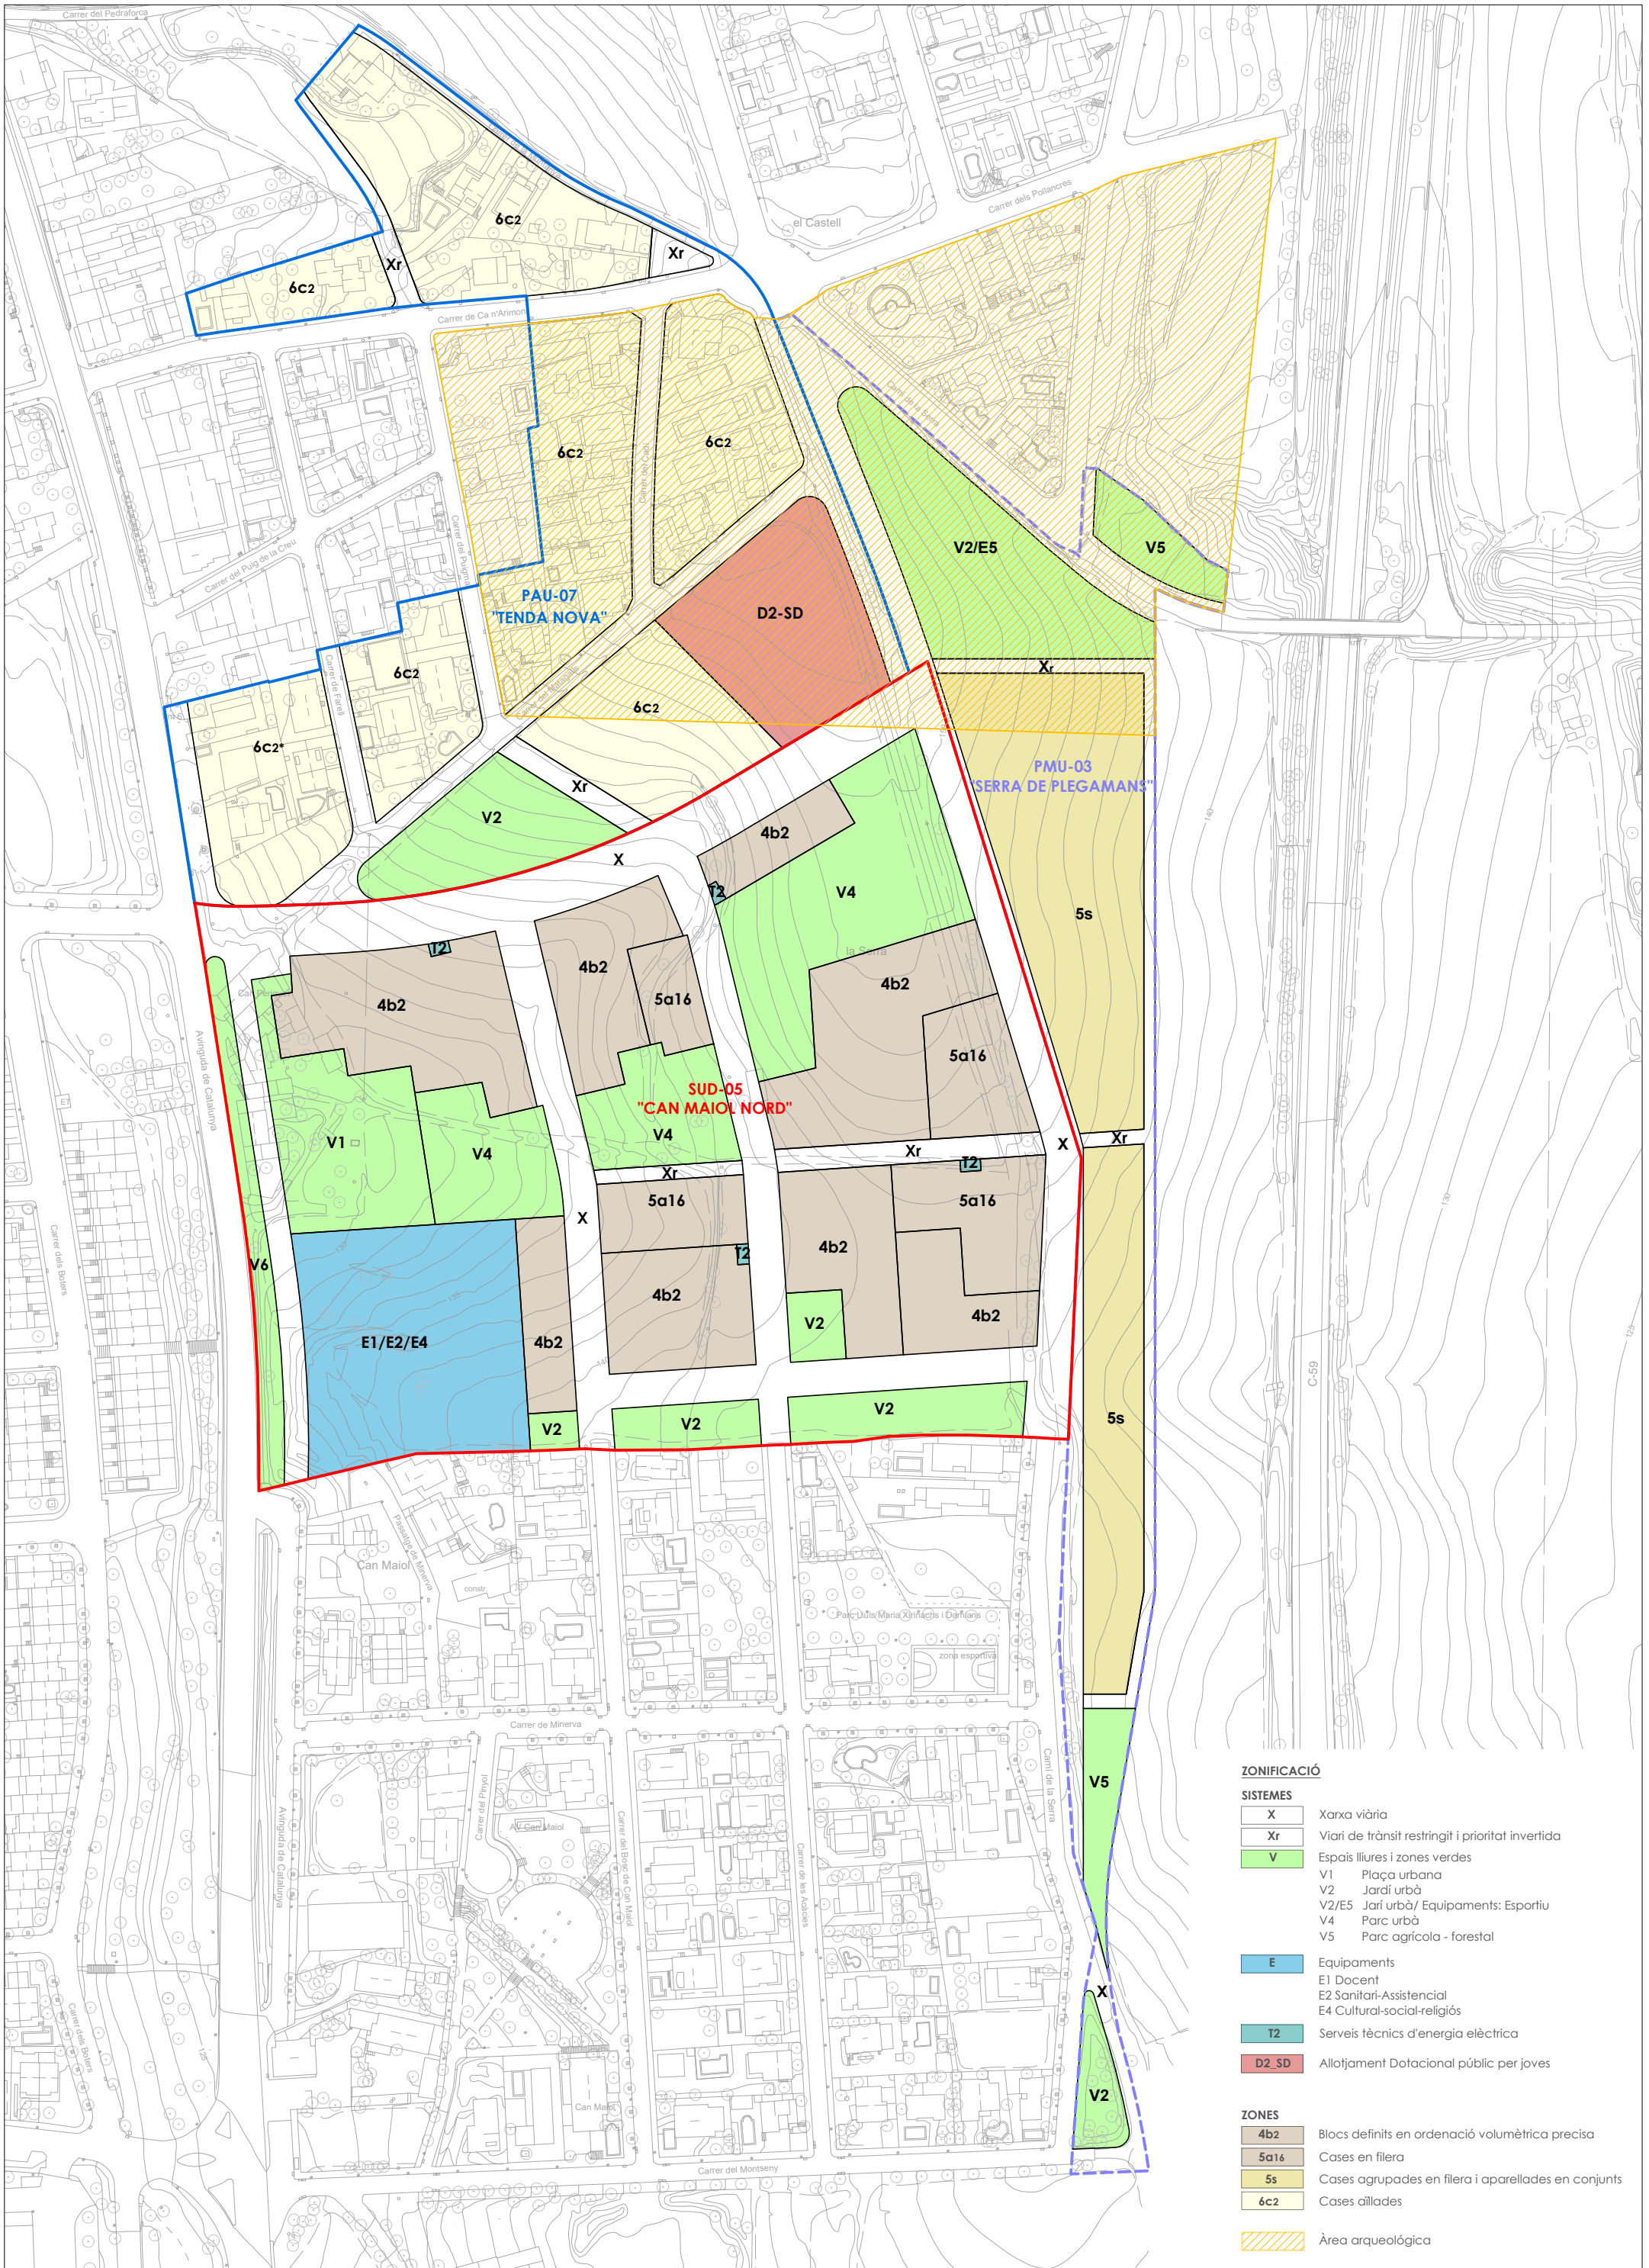 Carrer del Pedraforca
el Castell
Carrer dels Pollancres
6c2
Xr
Xr
6c2
Carrer de Ca n'Arimon
6c2
6c2
V2/E5
V5
Carrer del Puig de la Creu
PAU-07
"TENDA NOVA"
D2-SD
Xr
6c2
Carrer de Farell
6c2
6c2*
PMU-03
"SERRA DE PLEGAMANS"
Xr
V2
4b2
X
T2
V4
5s
140
T2
la Serra
4b2
4b2
4b2
5a16
5a16
Avinguda de Catalunya
SUD-05
"CAN MAIOL NORD"
V1
V4
V4
X
Xr
Xr
T2
Xr
5a16
5a16
X
130
Carrer dels Boters
V6
T2
4b2
4b2
E1/E2/E4
4b2
V2
4b2
125
C-59
V2
V2
V2
5s
Passatge de Minerva
Can Maiol
constr.
Parc Lluís Maria Xirinachs i Damians
zona esportiva
Carrer de Minerva
Camí de la Serra
V5
Carrer del Pinyol
AV Can Maiol
Avinguda de Catalunya
Carrer del Bosc de Can Maiol
Carrer de les Acàcies
X
Carrer dels Boters
125
V2
Can Maiol
Carrer del Montseny
ZONIFICACIÓ
SISTEMES
X Xarxa viària
Xr Viari de trànsit restringit i prioritat invertida
V Espais lliures i zones verdes
V1 Plaça urbana
V2 Jardí urbà
V2/E5 Jarí urbà/ Equipaments: Esportiu
V4 Parc urbà
V5 Parc agrícola - forestal
E Equipaments
E1 Docent
E2 Sanitari-Assistencial
E4 Cultural-social-religiós
T2 Serveis tècnics d'energia elèctrica
D2_SD Allotjament Dotacional públic per joves
ZONES
4b2 Blocs definits en ordenació volumètrica precisa
5a16 Cases en filera
5s Cases agrupades en filera i aparellades en conjunts
6c2 Cases aïllades
Àrea arqueológica